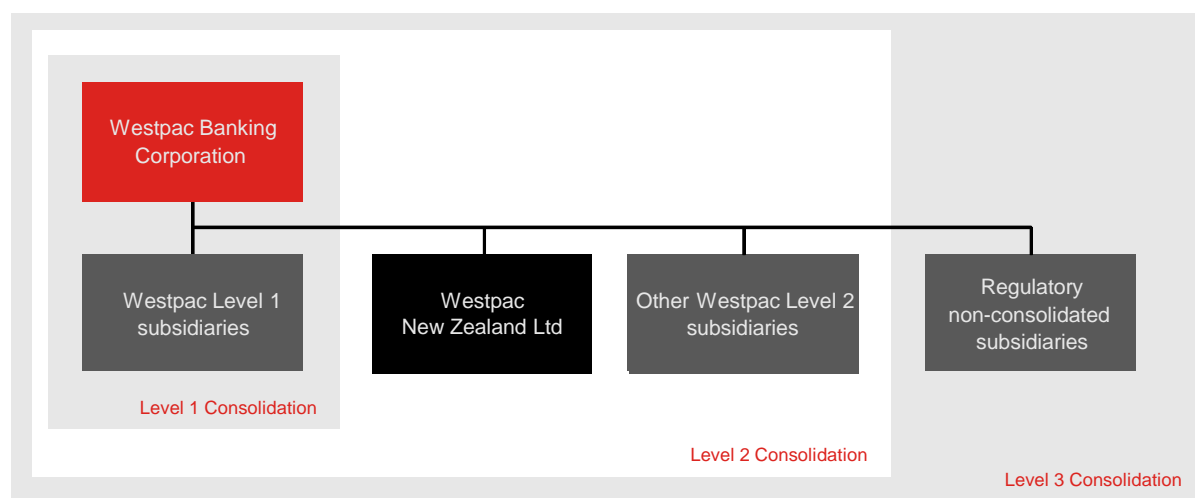 Westpac Banking
Corporation
Westpac Level 1
subsidiaries
Westpac
New Zealand Ltd
Other Westpac Level 2
subsidiaries
Regulatory
non-consolidated
subsidiaries
Level 1 Consolidation
Level 2 Consolidation
Level 3 Consolidation